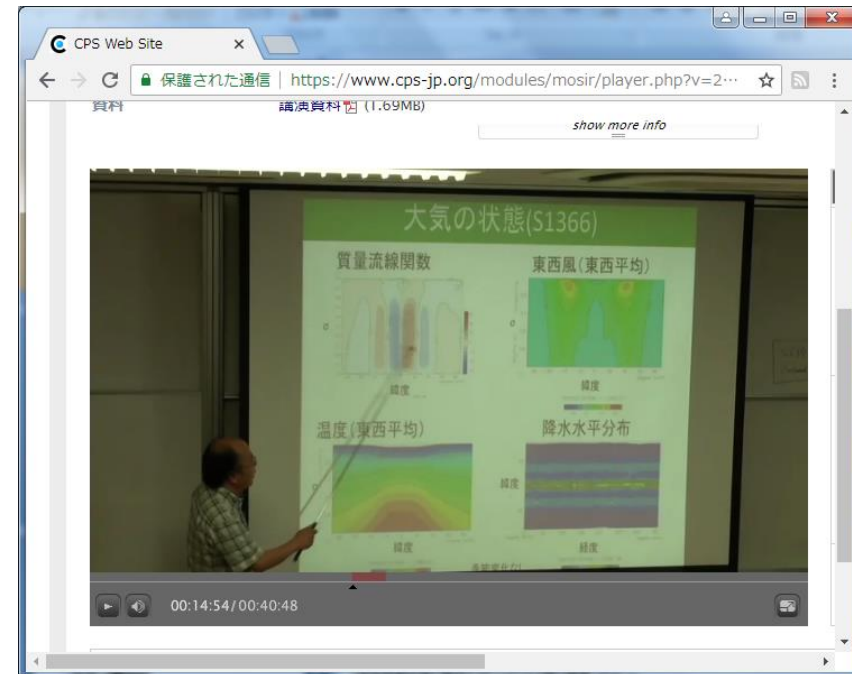 CPS Web Site
保護された通信 | https://www.cps-jp.org/modules/mosir/player.php?v=2…
資料 講演資料 (1.69MB)
show more info
大気の状態(S1366)
質量流線関数 東西風(東西平均)
σ σ
緯度 緯度
温度(東西平均) 降水水平分布
σ 緯度
緯度 経度
00:14:54/00:40:48